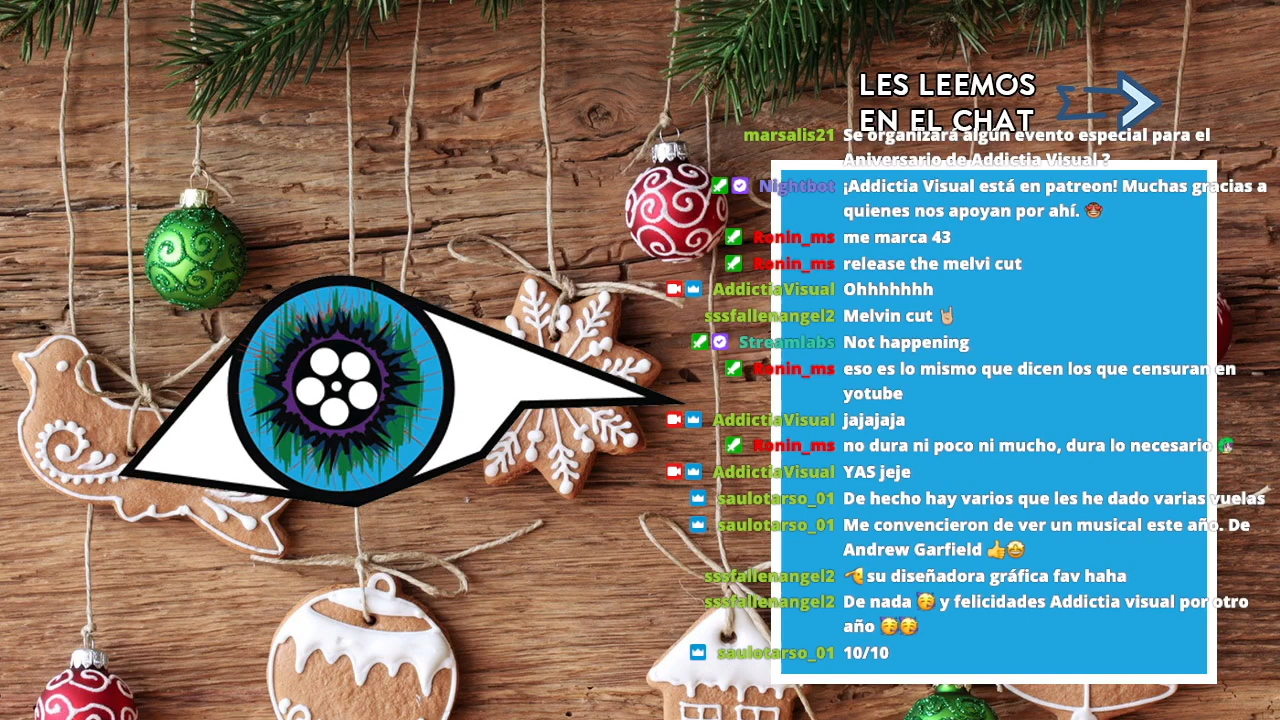 LES LEEMOS
EN EL CHAT
marsalis21 Se organizará algún evento especial para el
Aniversario de Addictia Visual ?
Nightbot ¡Addictia Visual está en patreon! Muchas gracias a
quienes nos apoyan por ahí.
Ronin_ms me marca 43
Ronin_ms release the melvi cut
AddictiaVisual Ohhhhhhh
sssfallenangel2 Melvin cut 🤘🏼
Streamlabs Not happening
Ronin_ms eso es lo mismo que dicen los que censuran en
yotube
AddictiaVisual jajajaja
Ronin_ms no dura ni poco ni mucho, dura lo necesario
AddictiaVisual YAS jeje
saulotarso_01 De hecho hay varios que les he dado varias vuelas
saulotarso_01 Me convencieron de ver un musical este año. De
Andrew Garfield 👍🤩
sssfallenangel2 su diseñadora gráfica fav haha
sssfallenangel2 De nada 🥳 y felicidades Addictia visual por otro
año 🥳🥳
saulotarso_01 10/10